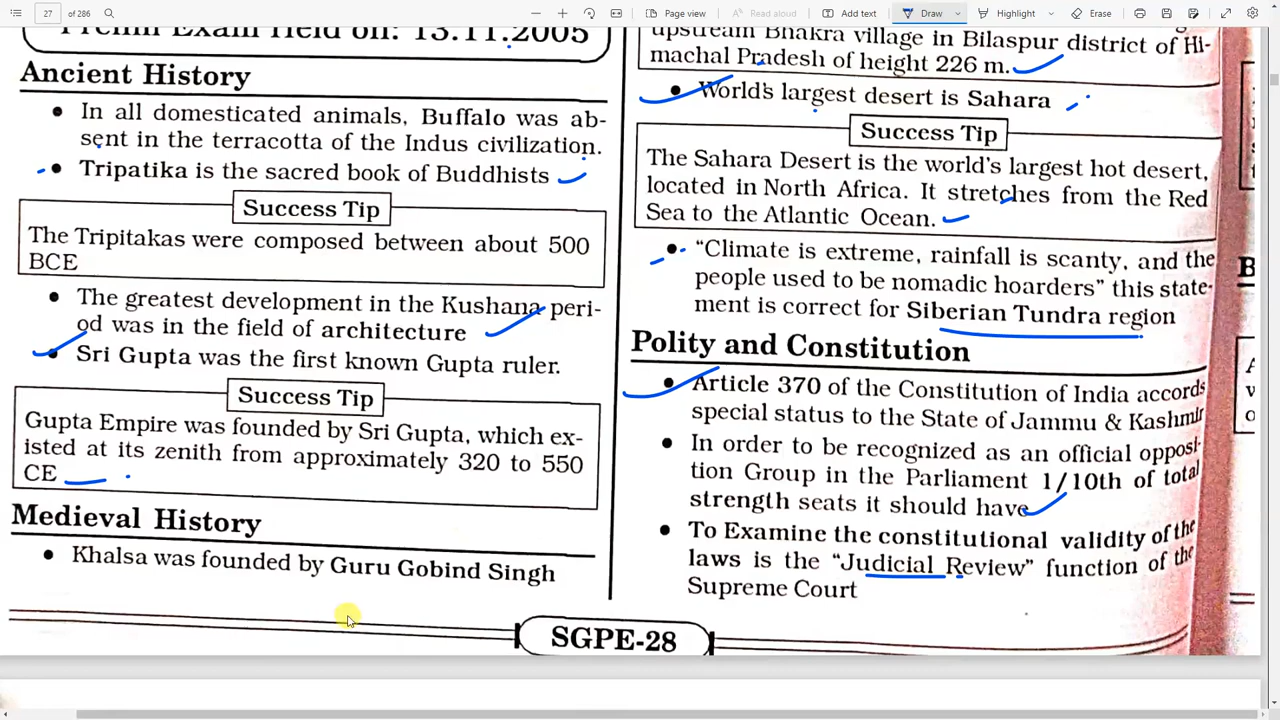 27
of 286
Page view
Read aloud
Add text
Draw
Highlight
Erase
Prelim Exam held on: 13.11.2005
Ancient History
• In all domesticated animals, Buffalo was ab-
sent in the terracotta of the Indus civilization.
• Tripatika is the sacred book of Buddhists
Success Tip
The Tripitakas were composed between about 500
BCE
• The greatest development in the Kushana peri-
od was in the field of architecture
• Sri Gupta was the first known Gupta ruler.
Success Tip
Gupta Empire was founded by Sri Gupta, which ex-
isted at its zenith from approximately 320 to 550
CE
Medieval History
• Khalsa was founded by Guru Gobind Singh
upstream Bhakra village in Bilaspur district of Hi-
machal Pradesh of height 226 m.
• World's largest desert is Sahara
Success Tip
The Sahara Desert is the world's largest hot desert,
located in North Africa. It stretches from the Red
Sea to the Atlantic Ocean.
• "Climate is extreme, rainfall is scanty, and the
people used to be nomadic hoarders" this state-
ment is correct for Siberian Tundra region
Polity and Constitution
• Article 370 of the Constitution of India accords
special status to the State of Jammu & Kashmir
• In order to be recognized as an official opposi-
tion Group in the Parliament 1/10th of total
strength seats it should have
• To Examine the constitutional validity of the
laws is the "Judicial Review" function of the
Supreme Court
SGPE-28